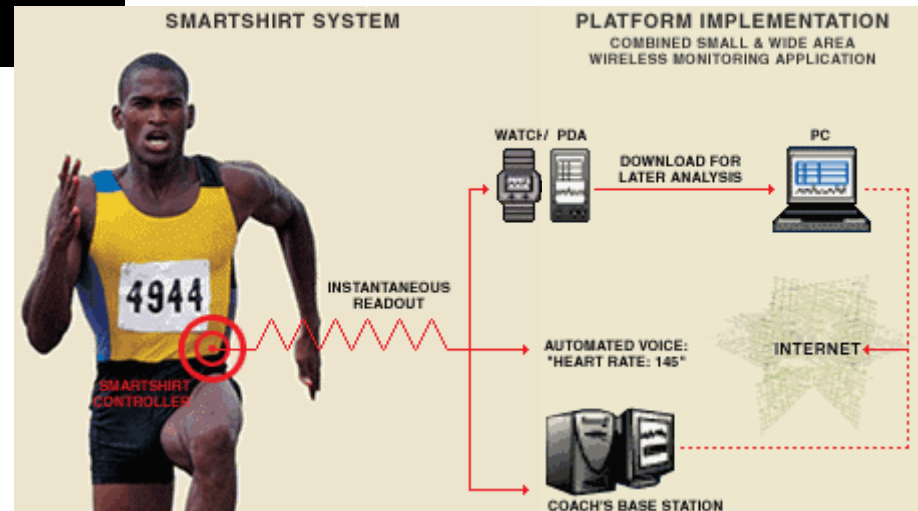 SMARTSHIRT SYSTEM
PLATFORM IMPLEMENTATION
COMBINED SMALL & WIDE AREA
WIRELESS MONITORING APPLICATION
WATCH/ PDA
PC
DOWNLOAD FOR
LATER ANALYSIS
4944
INSTANTANEOUS
READOUT
AUTOMATED VOICE:
"HEART RATE: 145"
INTERNET
SMARTSHIRT
CONTROLLER
COACH'S BASE STATION